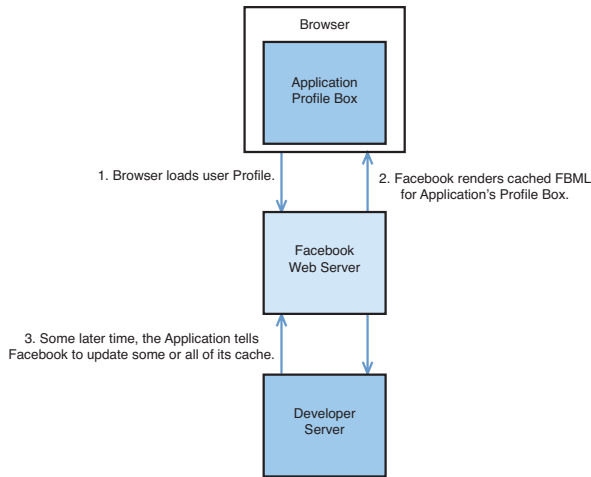 Browser
Application
Profile Box
1. Browser loads user Profile.
2. Facebook renders cached FBML
for Application’s Profile Box.
Facebook
Web Server
3. Some later time, the Application tells
Facebook to update some or all of its cache.
Developer
Server